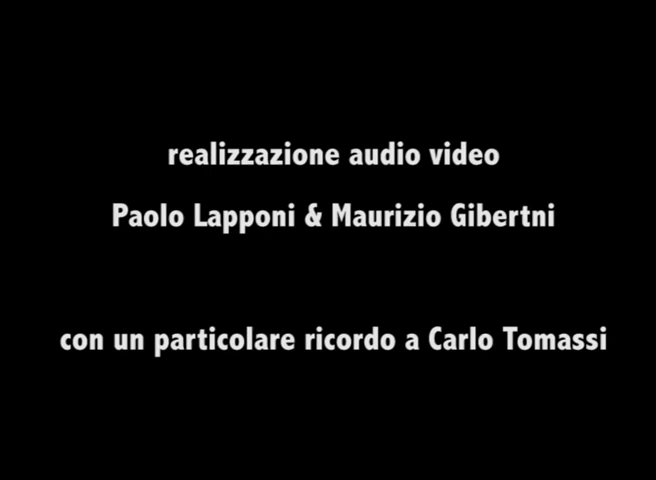 realizzazione audio video
Paolo Lapponi & Maurizio Gibertni
con un particolare ricordo a Carlo Tomassi